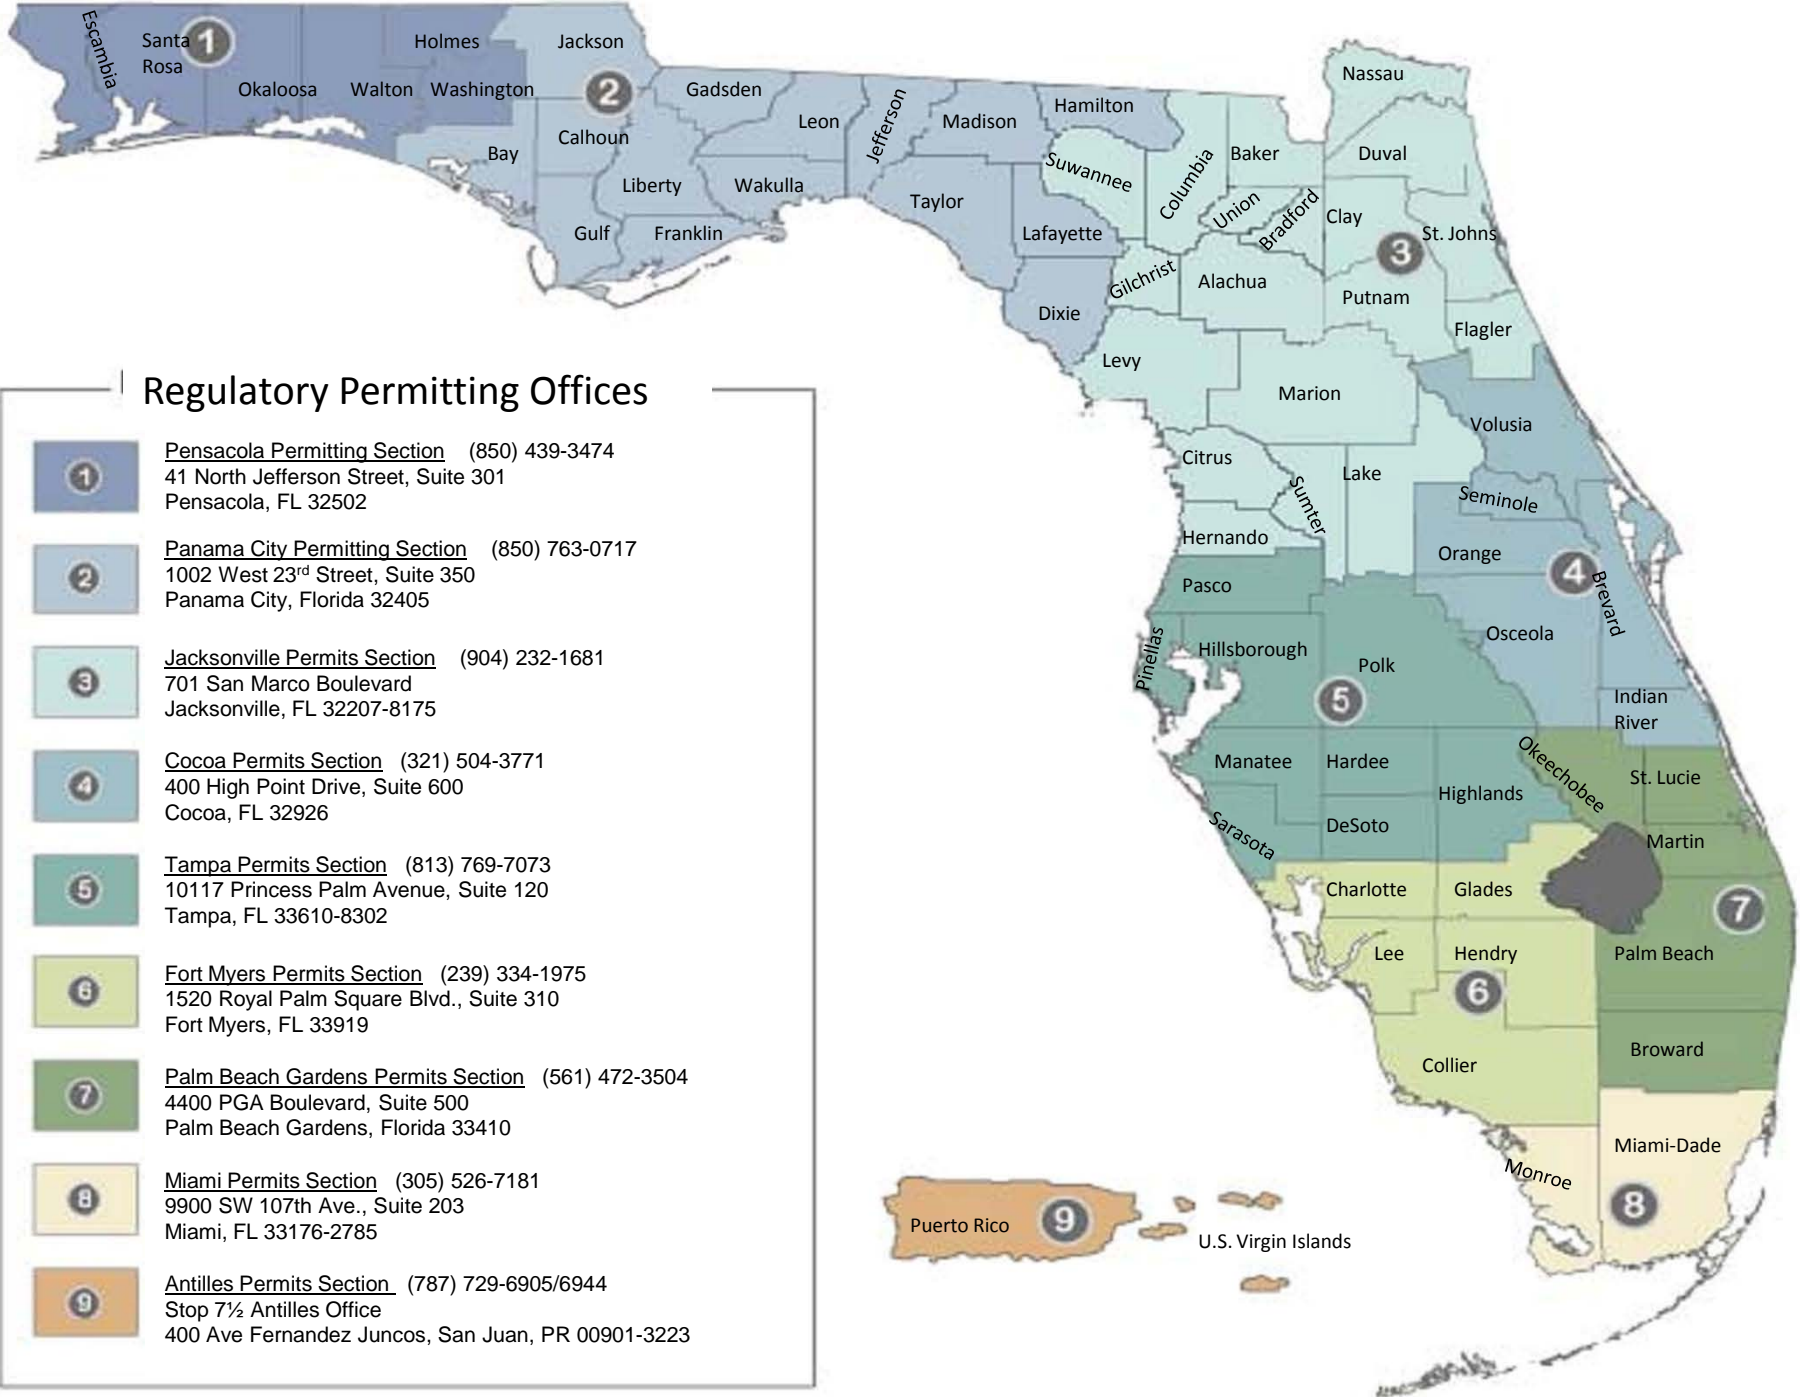 Escambia
Santa
Rosa
1
Okaloosa
Walton
Holmes
Washington
Jackson
2
Bay
Calhoun
Gulf
Liberty
Franklin
Gadsden
Leon
Wakulla
Jefferson
Madison
Taylor
Hamilton
Suwannee
Lafayette
Dixie
Columbia
Baker
Union
Bradford
Gilchrist
Alachua
Levy
Nassau
Duval
Clay
3
St. Johns
Putnam
Flagler
Marion
Citrus
Sumter
Lake
Hernando
Volusia
Seminole
Orange
4
Brevard
Osceola
Indian
River
Pasco
Pinellas
Hillsborough
Polk
5
Manatee
Hardee
Highlands
Sarasota
DeSoto
Okeechobee
St. Lucie
Martin
7
Palm Beach
Broward
Charlotte
Glades
Lee
Hendry
6
Collier
Miami-Dade
Monroe
8
Puerto Rico
9
U.S. Virgin Islands
Regulatory Permitting Offices
1
Pensacola Permitting Section (850) 439-3474
41 North Jefferson Street, Suite 301
Pensacola, FL 32502
2
Panama City Permitting Section (850) 763-0717
1002 West 23rd Street, Suite 350
Panama City, Florida 32405
3
Jacksonville Permits Section (904) 232-1681
701 San Marco Boulevard
Jacksonville, FL 32207-8175
4
Cocoa Permits Section (321) 504-3771
400 High Point Drive, Suite 600
Cocoa, FL 32926
5
Tampa Permits Section (813) 769-7073
10117 Princess Palm Avenue, Suite 120
Tampa, FL 33610-8302
6
Fort Myers Permits Section (239) 334-1975
1520 Royal Palm Square Blvd., Suite 310
Fort Myers, FL 33919
7
Palm Beach Gardens Permits Section (561) 472-3504
4400 PGA Boulevard, Suite 500
Palm Beach Gardens, Florida 33410
8
Miami Permits Section (305) 526-7181
9900 SW 107th Ave., Suite 203
Miami, FL 33176-2785
9
Antilles Permits Section (787) 729-6905/6944
Stop 7½ Antilles Office
400 Ave Fernandez Juncos, San Juan, PR 00901-3223